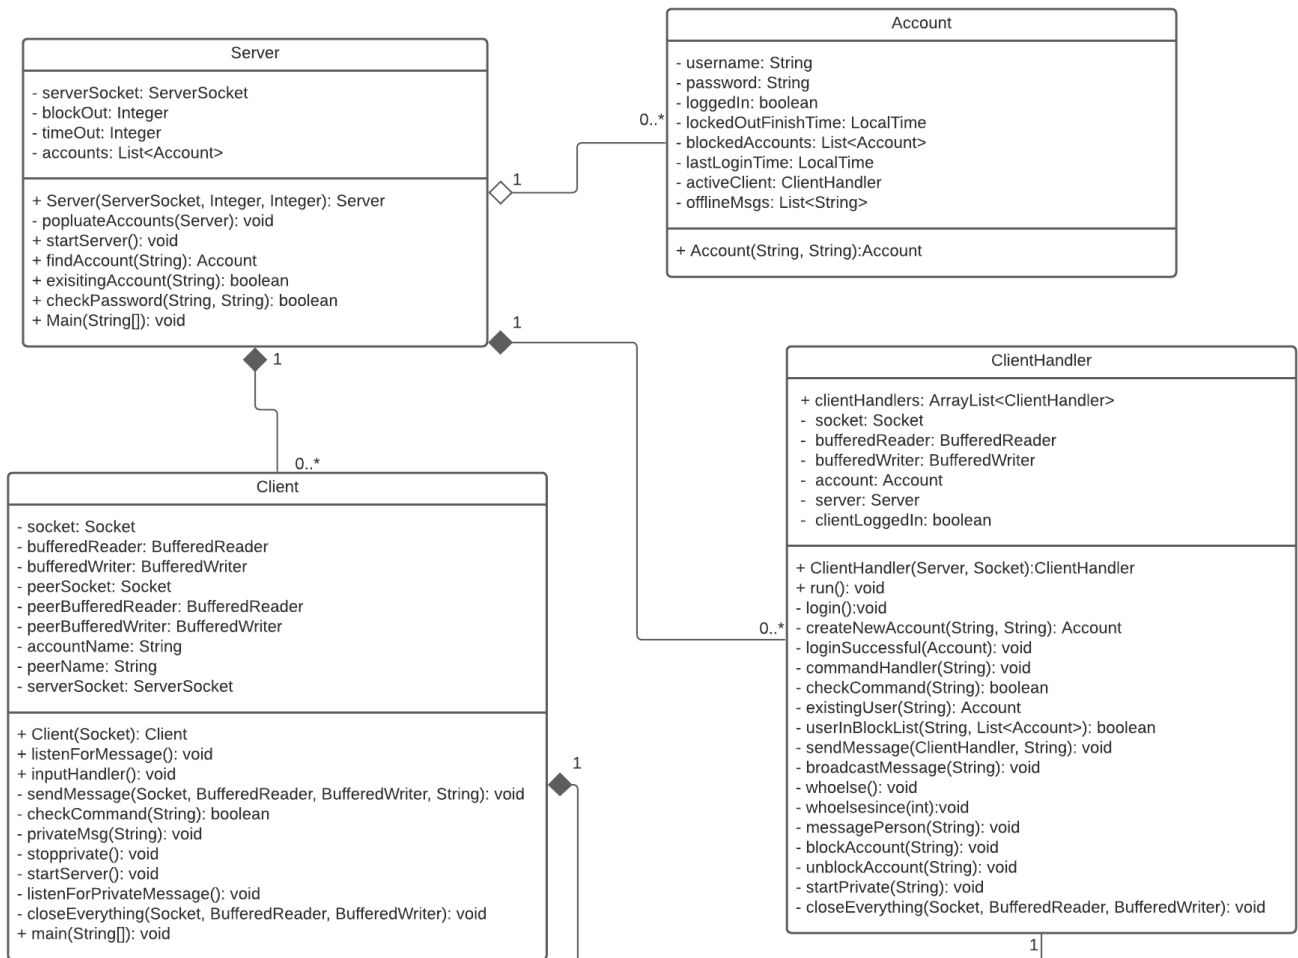 Server
- serverSocket: ServerSocket
- blockOut: Integer
- timeOut: Integer
- accounts: List<Account>
+ Server(ServerSocket, Integer, Integer): Server
- popluateAccounts(Server): void
+ startServer(): void
+ findAccount(String): Account
+ exisitingAccount(String): boolean
+ checkPassword(String, String): boolean
+ Main(String[]): void
1
0..*
Account
- username: String
- password: String
- loggedIn: boolean
- lockedOutFinishTime: LocalTime
- blockedAccounts: List<Account>
- lastLoginTime: LocalTime
- activeClient: ClientHandler
- offlineMsgs: List<String>
+ Account(String, String):Account
1
0..*
1
0..*
Client
- socket: Socket
- bufferedReader: BufferedReader
- bufferedWriter: BufferedWriter
- peerSocket: Socket
- peerBufferedReader: BufferedReader
- peerBufferedWriter: BufferedWriter
- accountName: String
- peerName: String
- serverSocket: ServerSocket
+ Client(Socket): Client
+ listenForMessage(): void
+ inputHandler(): void
- sendMessage(Socket, BufferedReader, BufferedWriter, String): void
- checkCommand(String): boolean
- privateMsg(String): void
- stopprivate(): void
- startServer(): void
- listenForPrivateMessage(): void
- closeEverything(Socket, BufferedReader, BufferedWriter): void
+ main(String[]): void
1
ClientHandler
+ clientHandlers: ArrayList<ClientHandler>
- socket: Socket
- bufferedReader: BufferedReader
- bufferedWriter: BufferedWriter
- account: Account
- server: Server
- clientLoggedIn: boolean
+ ClientHandler(Server, Socket):ClientHandler
+ run(): void
- login():void
- createNewAccount(String, String): Account
- loginSuccessful(Account): void
- commandHandler(String): void
- checkCommand(String): boolean
- existingUser(String): Account
- userInBlockList(String, List<Account>): boolean
- sendMessage(ClientHandler, String): void
- broadcastMessage(String): void
- whoelse(): void
- whoelsesince(int):void
- messagePerson(String): void
- blockAccount(String): void
- unblockAccount(String): void
- startPrivate(String): void
- closeEverything(Socket, BufferedReader, BufferedWriter): void
1